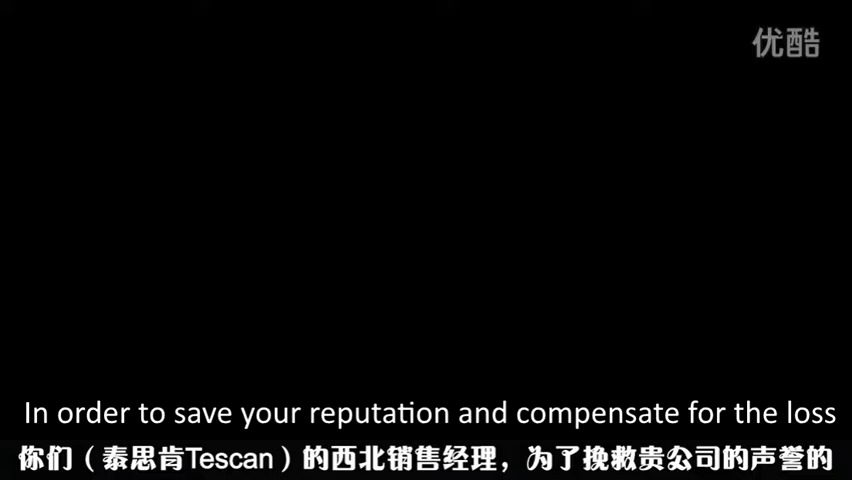 优酷
In order to save your reputation and compensate for the loss
你们（泰思肯Tescan）的西北销售经理，为了挽救贵公司的声誉的